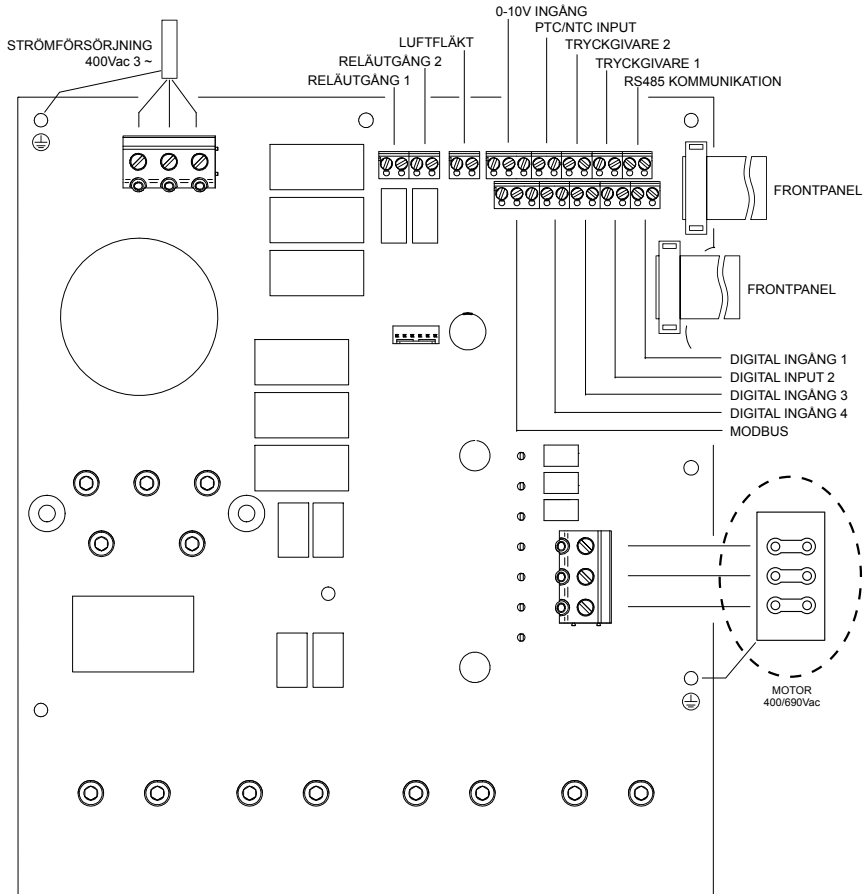 0-10V INGÅNG
PTC/NTC INPUT
STRÖMFÖRSÖRJNING
400Vac 3 ~
LUFTFLÄKT
TRYCKGIVARE 2
RELÄUTGÅNG 2
TRYCKGIVARE 1
RELÄUTGÅNG 1
RS485 KOMMUNIKATION
FRONTPANEL
FRONTPANEL
DIGITAL INGÅNG 1
DIGITAL INPUT 2
DIGITAL INGÅNG 3
DIGITAL INGÅNG 4
MODBUS
MOTOR
400/690Vac